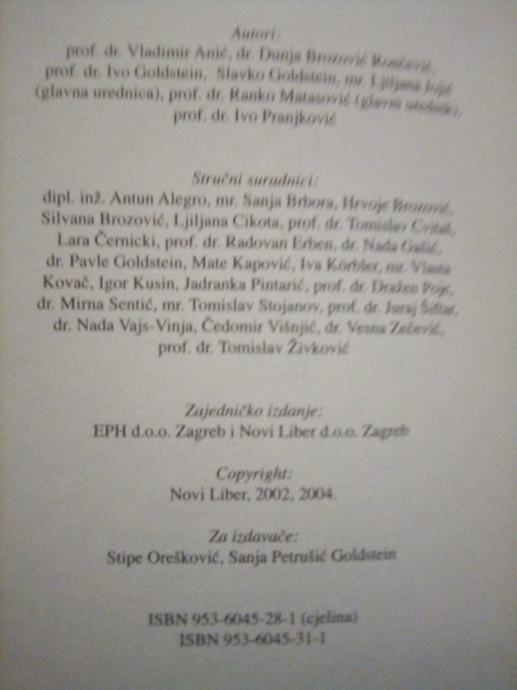 Autori:
prof. dr. Vladimir Anić, dr. Dunja Brozović Rončević,
prof. dr. Ivo Goldstein, Slavko Goldstein, mr. Ljiljana Jojić
(glavna urednica), prof. dr. Ranko Matasović (glavni urednik),
prof. dr. Ivo Pranjković
Stručni suradnici:
dipl. inž. Antun Alegro, mr. Sanja Brbora, Hrvoje Brozović,
Silvana Brozović, Ljiljana Cikota, prof. dr. Tomislav Cvitaš,
Lara Černicki, prof. dr. Radovan Erben, dr. Nada Gašić,
dr. Pavle Goldstein, Mate Kapović, Iva Körbler, mr. Vlasta
Kovač, Igor Kusin, Jadranka Pintarić, prof. dr. Dražen Pojc,
dr. Mirna Sentić, mr. Tomislav Stojanov, prof. dr. Juraj
dr. Nada Vajs-Vinja, Čedomir Višnjić, dr. Vesna Zečević,
prof. dr. Tomislav Živković
Zajedničko izdanje:
EPH d.o.o. Zagreb i Novi Liber d.o.o. Zagreb
Copyright:
Novi Liber, 2002, 2004.
Za izdavače:
Stipe Orešković, Sanja Petrušić Goldstein
ISBN 953-6045-28-1 (cjelina)
ISBN 953-6045-31-1